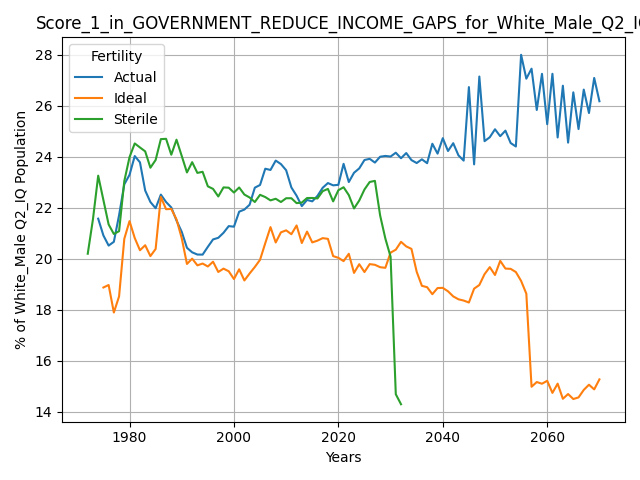 Score_1_in_GOVERNMENT_REDUCE_INCOME_GAPS_for_White_Male_Q2_IQ
Fertility
Actual
Ideal
Sterile
% of White_Male Q2_IQ Population
28
26
24
22
20
18
16
14
1980
2000
2020
2040
2060
Years